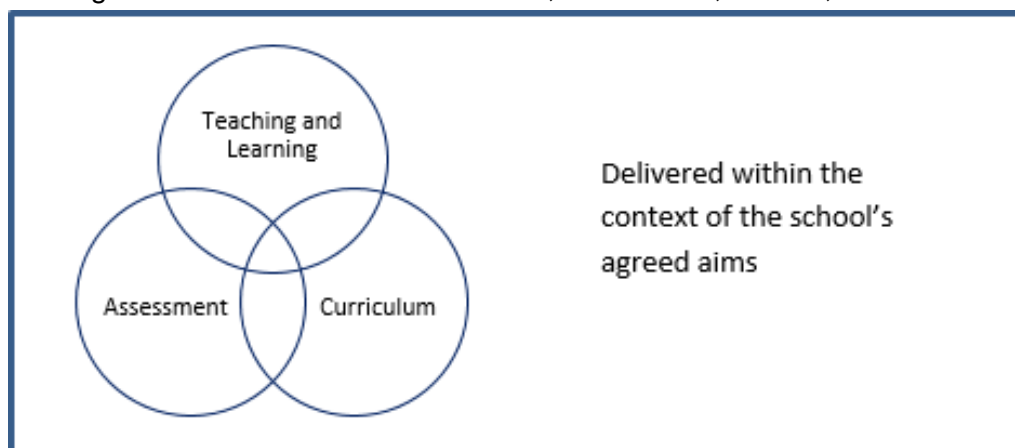 Teaching and
Learning
Assessment
Curriculum
Delivered within the
context of the school's
agreed aims